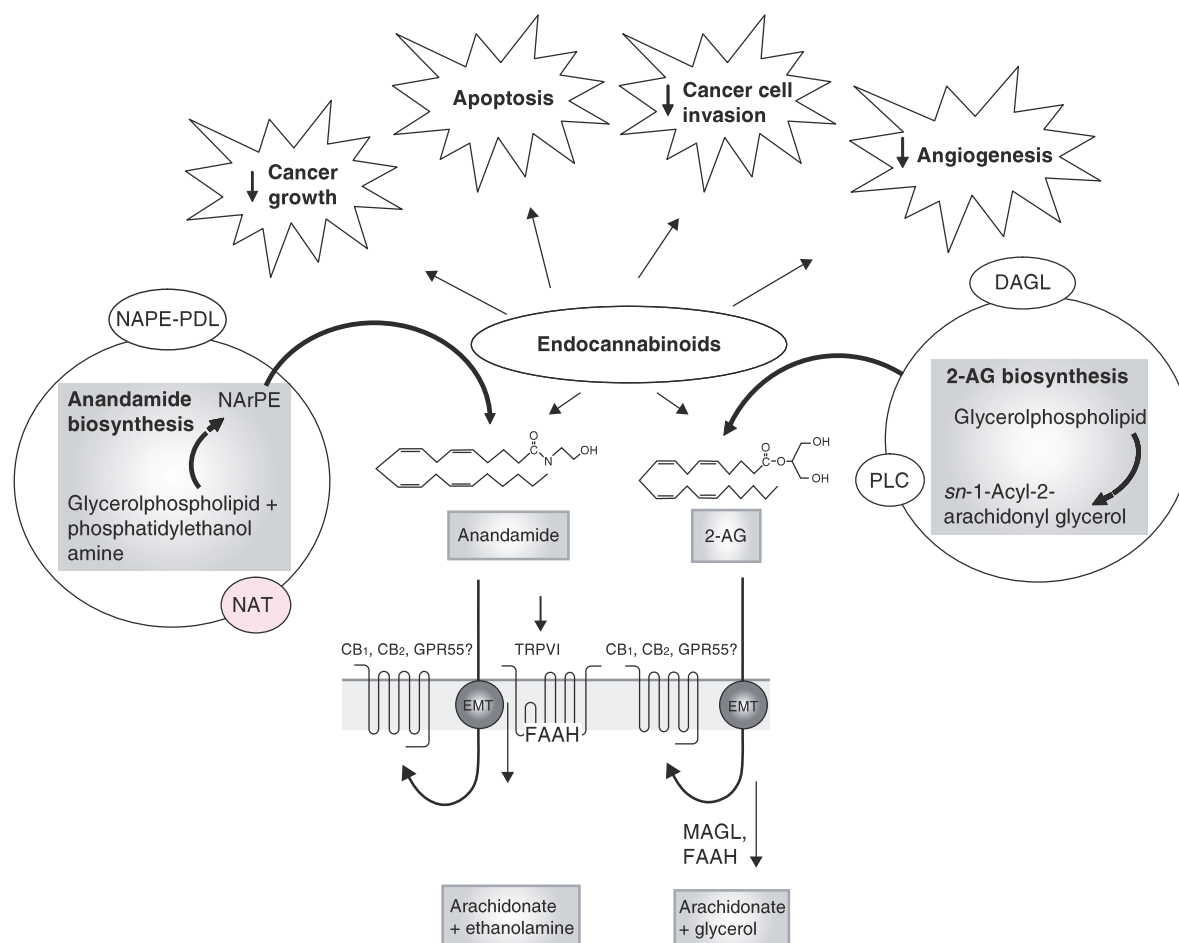 Apoptosis
Cancer cell
invasion
Cancer
growth
Angiogenesis
DAGL
NAPE-PDL
Endocannabinoids
Anandamide
biosynthesis
NArPE
Glycerolphospholipid +
phosphatidylethanol
amine
NAT
2-AG biosynthesis
Glycerolphospholipid
PLC
sn-1-Acyl-2-
arachidonyl glycerol
O
C
N
OH
O
C
O
OH
OH
Anandamide
2-AG
CB1, CB2, GPR55?
TRPVI
CB1, CB2, GPR55?
EMT
FAAH
EMT
MAGL,
FAAH
Arachidonate
+ ethanolamine
Arachidonate
+ glycerol